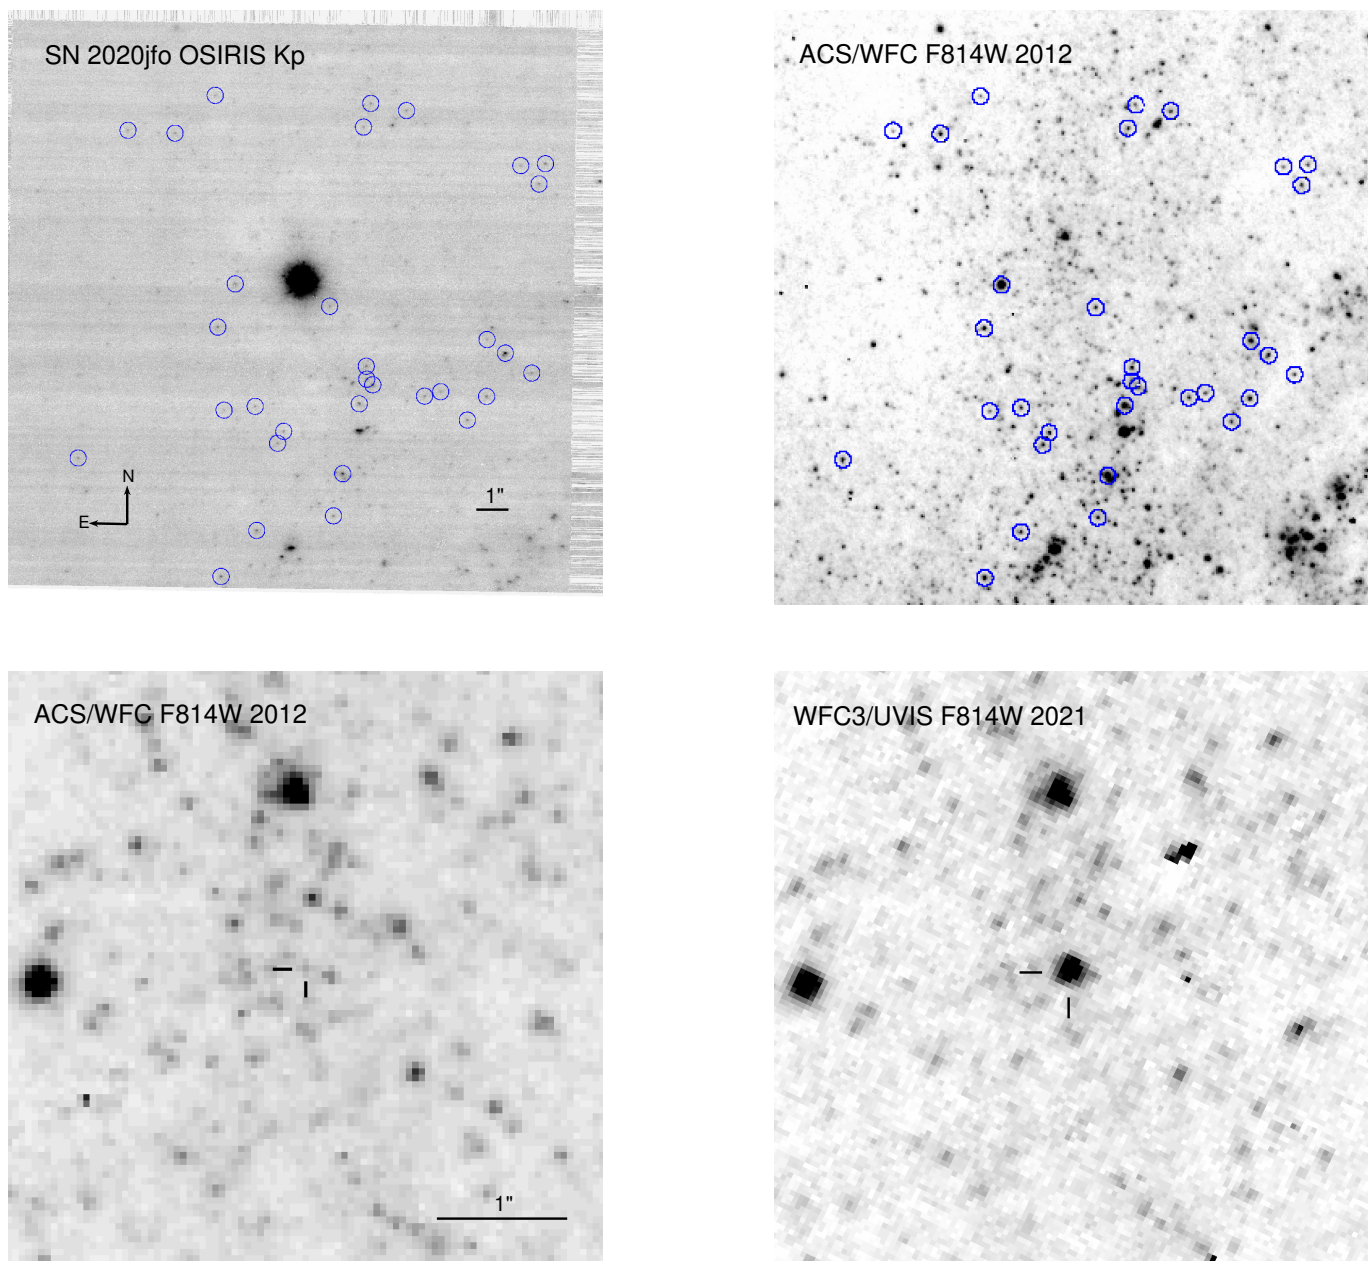 SN 2020jfo OSIRIS Kp
ACS/WFC F814W 2012
N
E
1"
ACS/WFC F814W 2012
WFC3/UVIS F814W 2021
1"